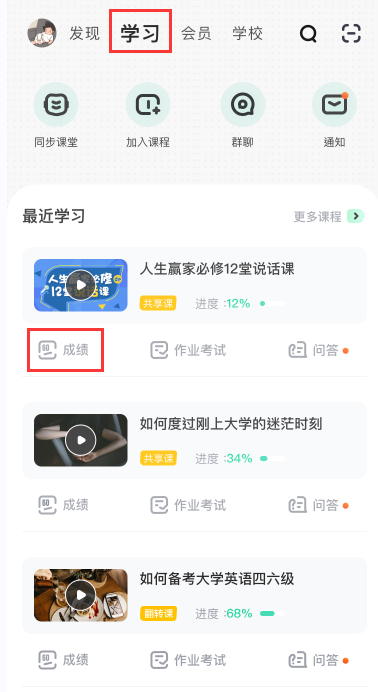 发现 学习 会员 学校
同步课堂 加入课程 群聊 通知
最近学习 更多课程
人生赢家必修12堂说话课
共享课 进度 :12%
成绩 作业考试 问答
如何度过刚上大学的迷茫时刻
共享课 进度 :34%
成绩 作业考试 问答
如何备考大学英语四六级
翻转课 进度 :68%
成绩 作业考试 问答